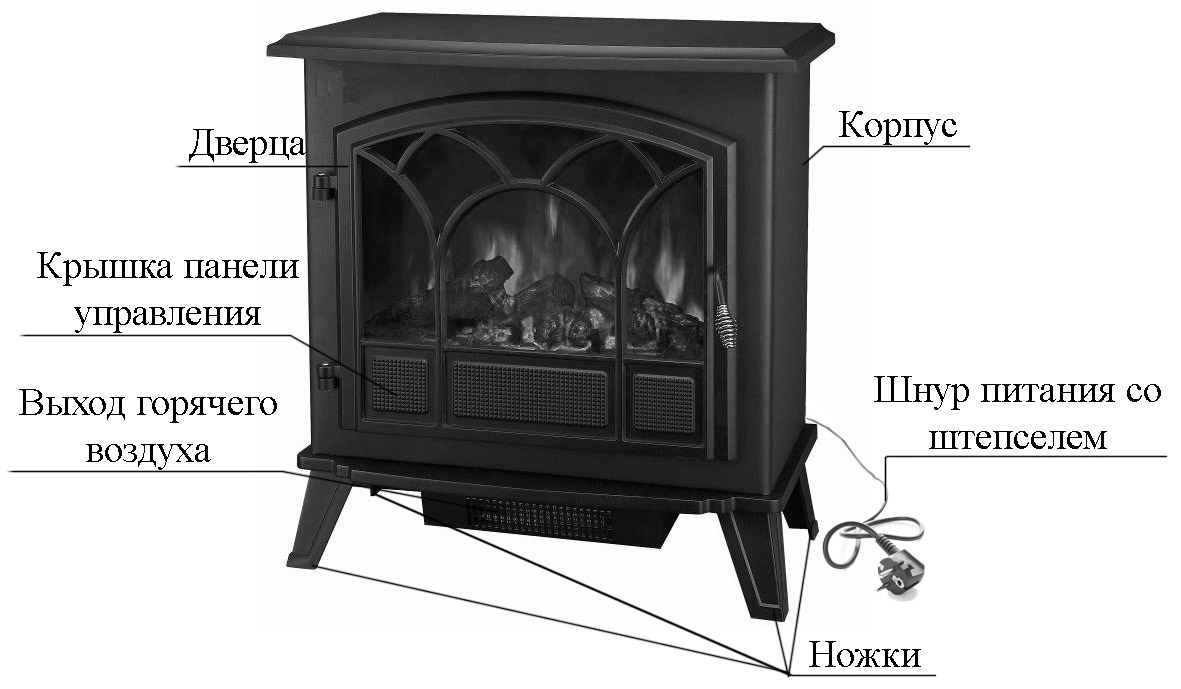 Дверца
Корпус
Крышка панели
управления
Выход горячего
воздуха
Шнур питания со
штепселем
Ножки